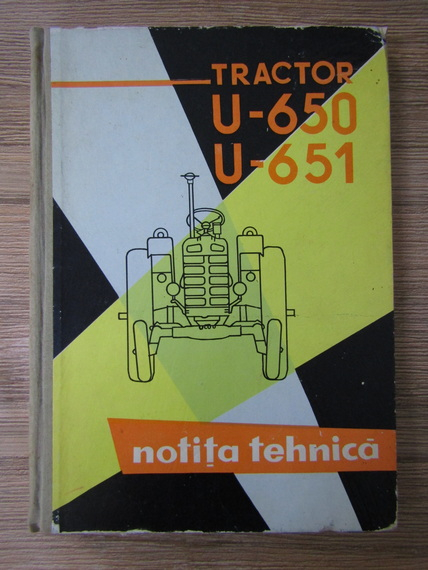 TRACTOR
U-650
U-651
notița tehnică